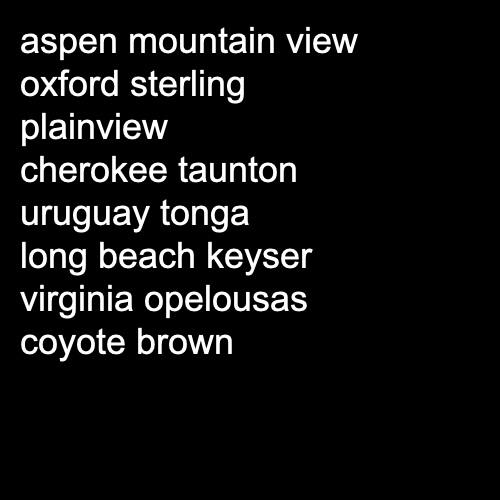 aspen mountain view
oxford sterling
plainview
cherokee taunton
uruguay tonga
long beach keyser
virginia opelousas
coyote brown